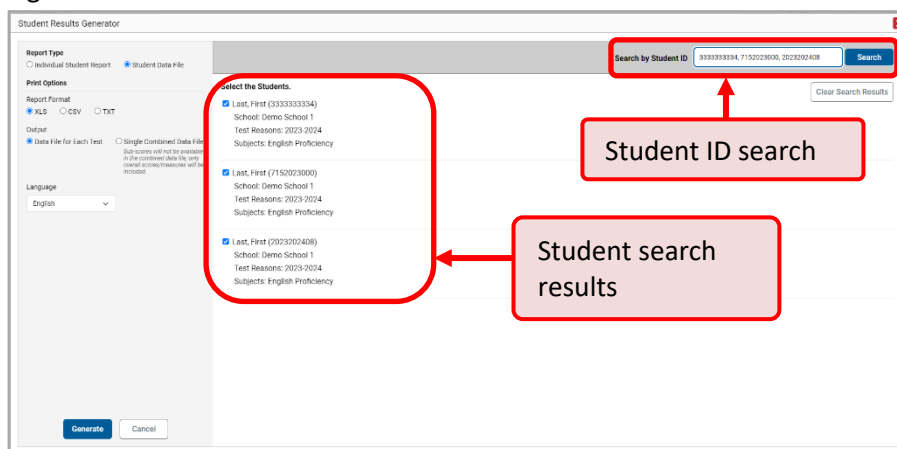 Student Results Generator
Report Type
Individual Student Report Student Data File
Print Options
Report Format
XLS CSV TXT
Output
Data File for Each Test Single Combined Data File
Sub-scores will not be available
in the combined data file, only
overall scores/measures will be
included.
Language
English
Generate Cancel
Search by Student ID 3333333334, 7152023000, 2023202408 Search
Clear Search Results
Select the Students.
Last, First (3333333334)
School: Demo School 1
Test Reasons: 2023-2024
Subjects: English Proficiency
Last, First (7152023000)
School: Demo School 1
Test Reasons: 2023-2024
Subjects: English Proficiency
Last, First (2023202408)
School: Demo School 1
Test Reasons: 2023-2024
Subjects: English Proficiency
Student ID search
Student search
results